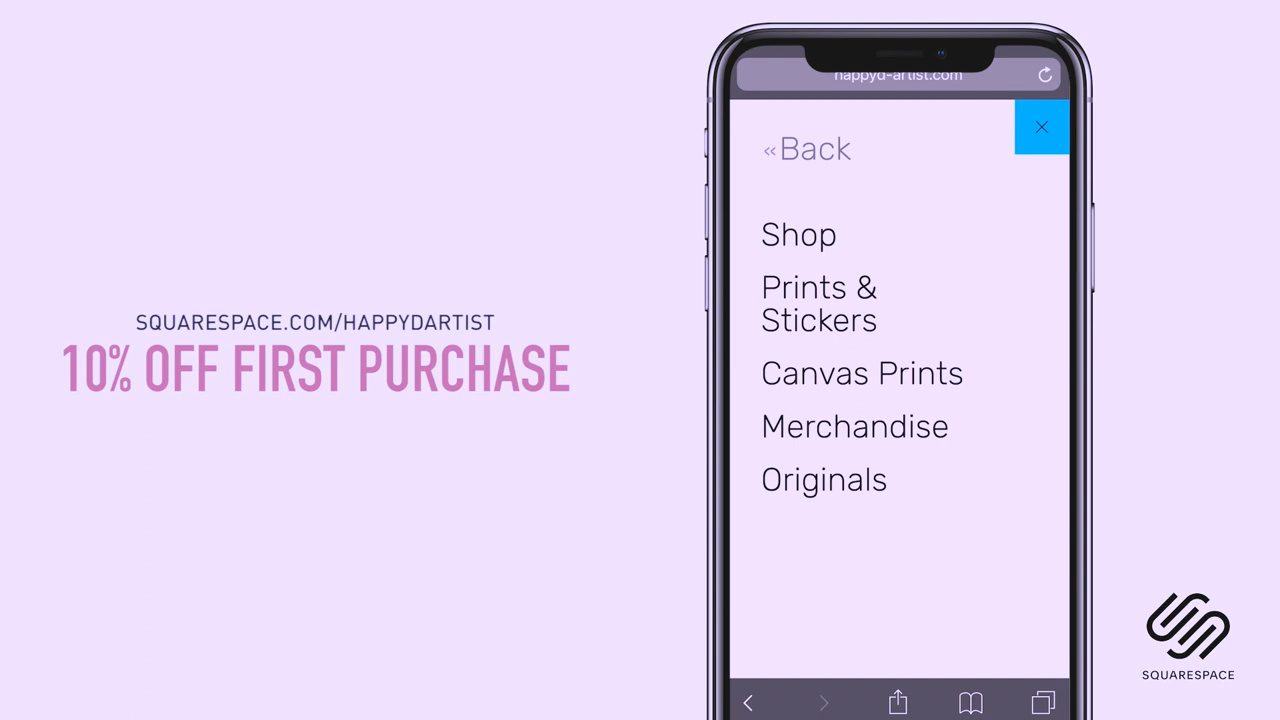 SQUARESPACE.COM/HAPPYDARTIST
10% OFF FIRST PURCHASE
happyd-artist.com
«Back
Shop
Prints &
Stickers
Canvas Prints
Merchandise
Originals
SQUARESPACE